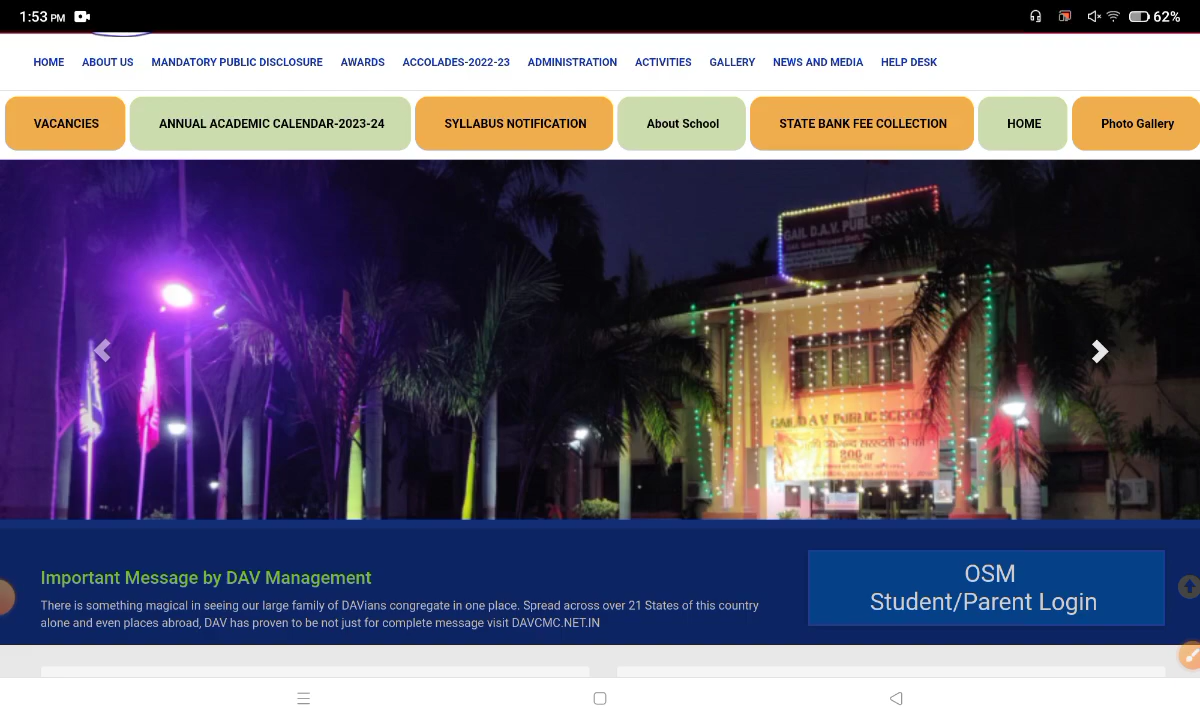 1:53 PM
62%
HOME ABOUT US MANDATORY PUBLIC DISCLOSURE AWARDS ACCOLADES-2022-23 ADMINISTRATION ACTIVITIES GALLERY NEWS AND MEDIA HELP DESK
VACANCIES ANNUAL ACADEMIC CALENDAR-2023-24 SYLLABUS NOTIFICATION About School STATE BANK FEE COLLECTION HOME Photo Gallery
GAIL D.A.V. PUBLIC
GAIL D A V PUBLIC SCHOOL
200
Important Message by DAV Management
There is something magical in seeing our large family of DAVians congregate in one place. Spread across over 21 States of this country
alone and even places abroad, DAV has proven to be not just for complete message visit DAVCMC.NET.IN
OSM
Student/Parent Login